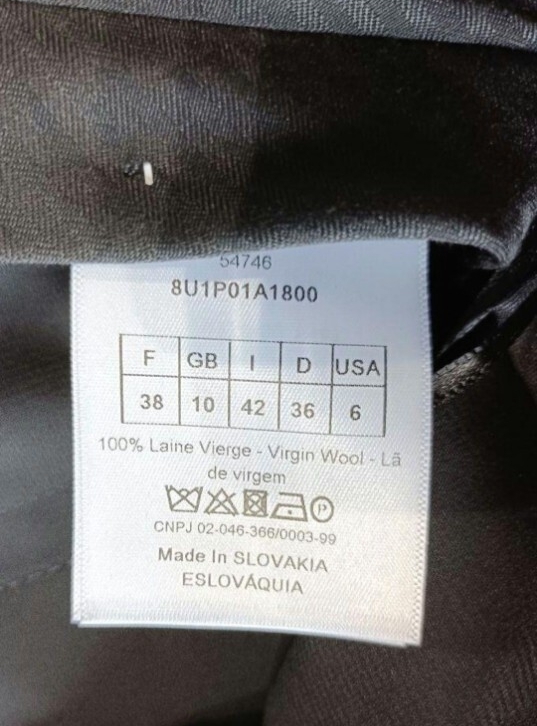 54746
8U1P01A1800
F GB I D USA
38 10 42 36 6
100% Laine Vierge - Virgin Wool - Lã
de virgem
P
CNPJ 02-046-366/0003-99
Made In SLOVAKIA
ESLOVÁQUIA